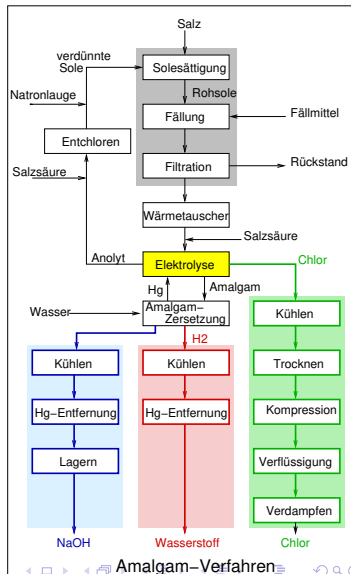 Salz
verdünnte
Sole
Solesättigung
Rohsole
Natronlauge
Fällung
Fällmittel
Entchloren
Filtration
Rückstand
Salzsäure
Wärmetauscher
Salzsäure
Anolyt
Elektrolyse
Chlor
Hg
Amalgam
Wasser
Amalgam-
Zersetzung
H2
Kühlen
Kühlen
Kühlen
Trocknen
Hg-Entfernung
Hg-Entfernung
Kompression
Lagern
Verflüssigung
Verdampfen
NaOH
Wasserstoff
Chlor
Amalgam-Verfahren